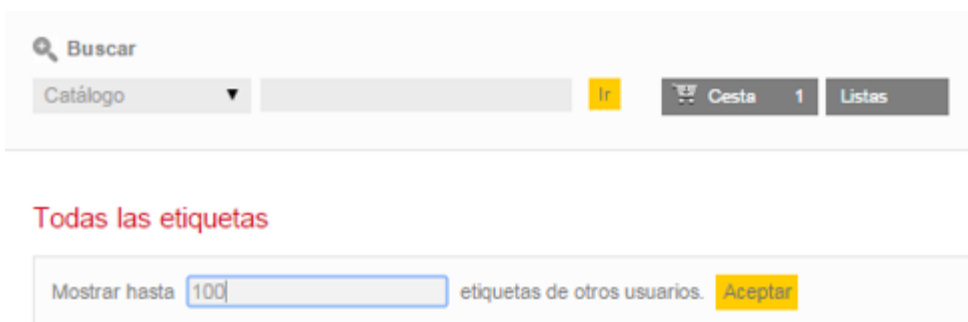 Buscar
Catálogo Ir Cesta 1 Listas
Todas las etiquetas
Mostrar hasta 100 etiquetas de otros usuarios. Aceptar